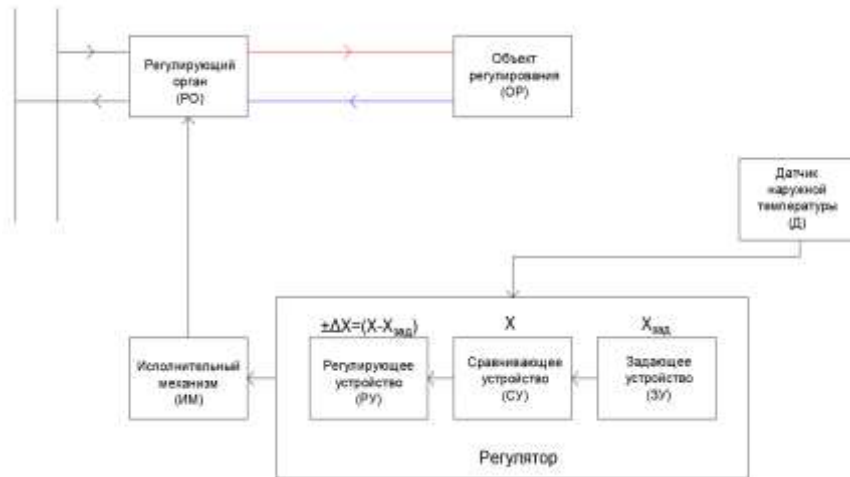 Регулирующий
орган
(РО)
Объект
регулирования
(ОР)
Датчик
наружной
температуры
(Д)
±ΔX=(X-Xзад)
X
Xзад
Исполнительный
механизм
(ИМ)
Регулирующее
устройство
(РУ)
Сравнивающее
устройство
(СУ)
Задающее
устройство
(ЗУ)
Регулятор